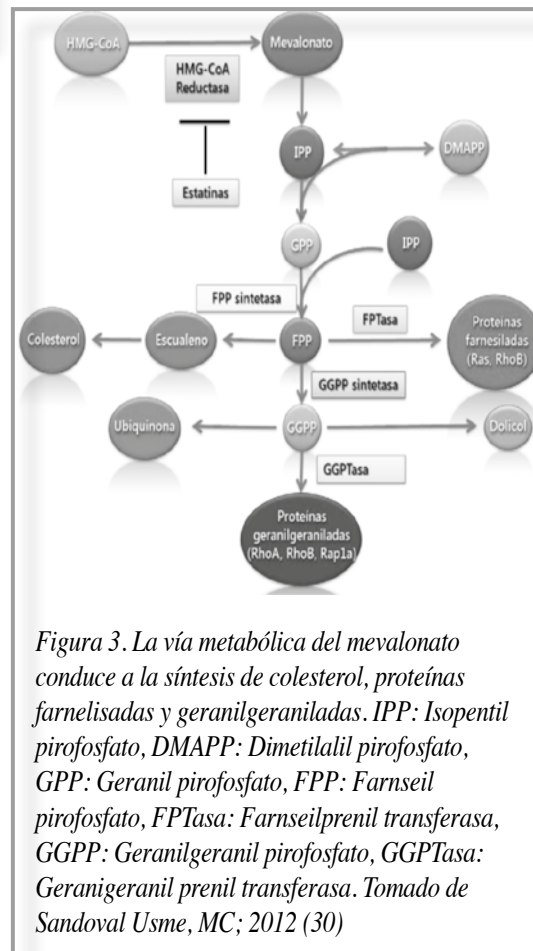 HMG-CoA
Mevalonato
HMG-CoA
Reductasa
IPP
DMAPP
Estatinas
GPP
IPP
FPP sintetasa
FPTasa
Colesterol
Escualeno
FPP
Proteinas
farnesiladas
(Ras, RhoB)
GGPP sintetasa
Ubiquinona
GGPP
Dolicol
GGPTasa
Proteinas
geranilgeraniladas
(RhoA, RhoB, Rap1a)
Figura 3. La vía metabólica del mevalonato
conduce a la síntesis de colesterol, proteínas
farnelisadas y geranilgeraniladas. IPP: Isopentil
pirofosfato, DMAPP: Dimetilalil pirofosfato,
GPP: Geranil pirofosfato, FPP: Farnseil
pirofosfato, FPTasa: Farnseilprenil transferasa,
GGPP: Geranilgeranil pirofosfato, GGPTasa:
Geranigeranil prenil transferasa. Tomado de
Sandoval Usme, MC; 2012 (30)